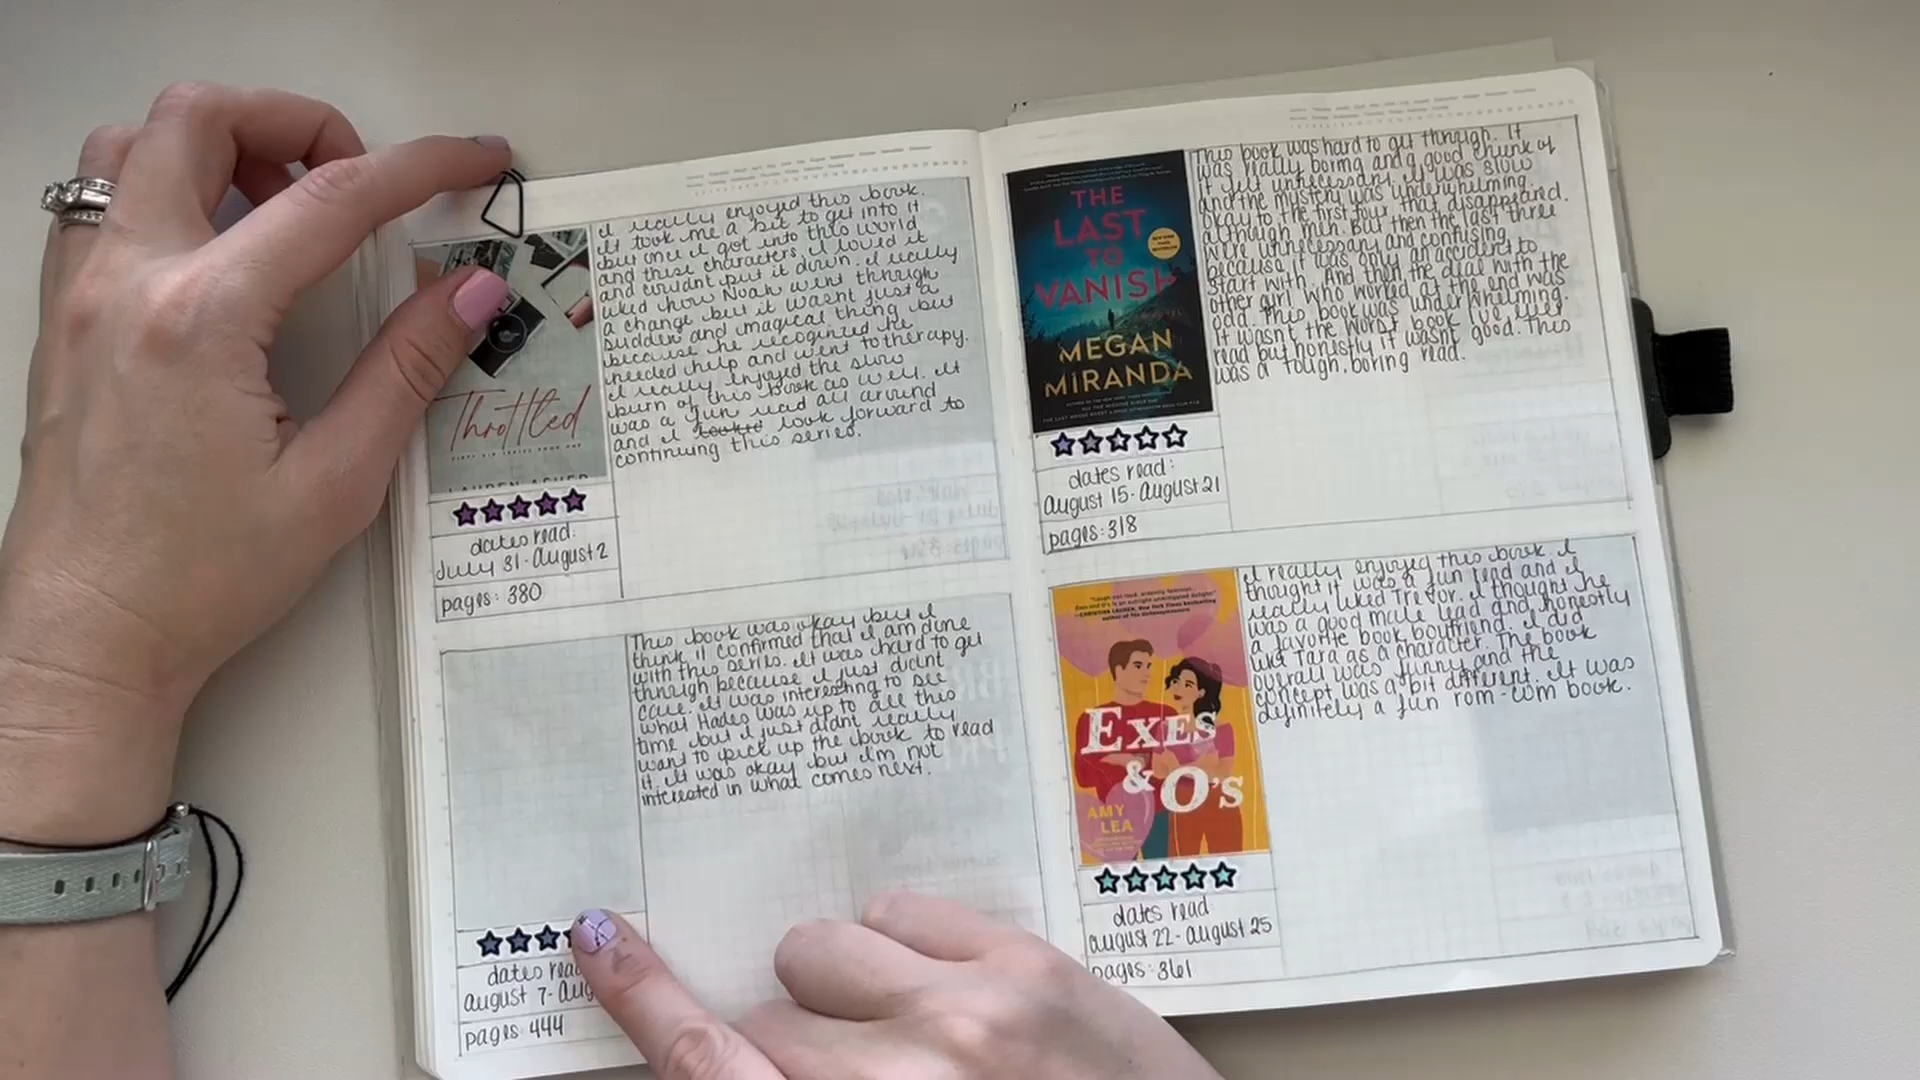 I really enjoyed this book.
It took me a bit to get into it
but once I got into this world
and these characters, I loved it
and couldnt put it down. I really
liked how Noah went through
a change but it wasnt just a
sudden and magical thing but
because he recognized he
needed help and went to therapy.
I really enjoyed the slow
burn of this book as well. It
was a fun read all around
and I look forward to
continuing this series.
Throttled
DIRTY AIR SERIES BOOK ONE
LAUREN ASHER
dates read:
July 31 - August 2
pages: 380
This book was okay but I
think it confirmed that I am done
with this series. It was hard to get
through because I just didnt
care. It was interesting to see
what Hades was up to all this
time but I just didnt really
want to pick up the book to read
it. It was okay but I'm not
interested in what comes next.
dates read
august 7 - Aug
pages: 444
THE
LAST
TO
VANISH
MEGAN
MIRANDA
This book was hard to get through. It
was really boring and a good chunk of
it felt unnecessary. It was slow
and the mystery was underwhelming.
okay to the first four that disappeared.
although meh. But then the last three
were unnecessary and confusing
because it was only an accident to
start with. And then the deal with the
other girl who worked at the end was
odd. This book was underwhelming.
It wasn't the worst book I've ever
read but honestly it wasnt good. This
was a tough, boring read.
dates read:
August 15 - August 21
pages: 318
EXES
& O'S
AMY
LEA
I really enjoyed this book. I
thought it was a fun read and I
really liked Trevor. I thought he
was a good male lead and honestly
a favorite book boyfriend. I did
like Tara as a character. The book
overall was funny and the
concept was a bit different. It was
definitely a fun rom-com book.
dates read
august 22 - august 25
pages: 361